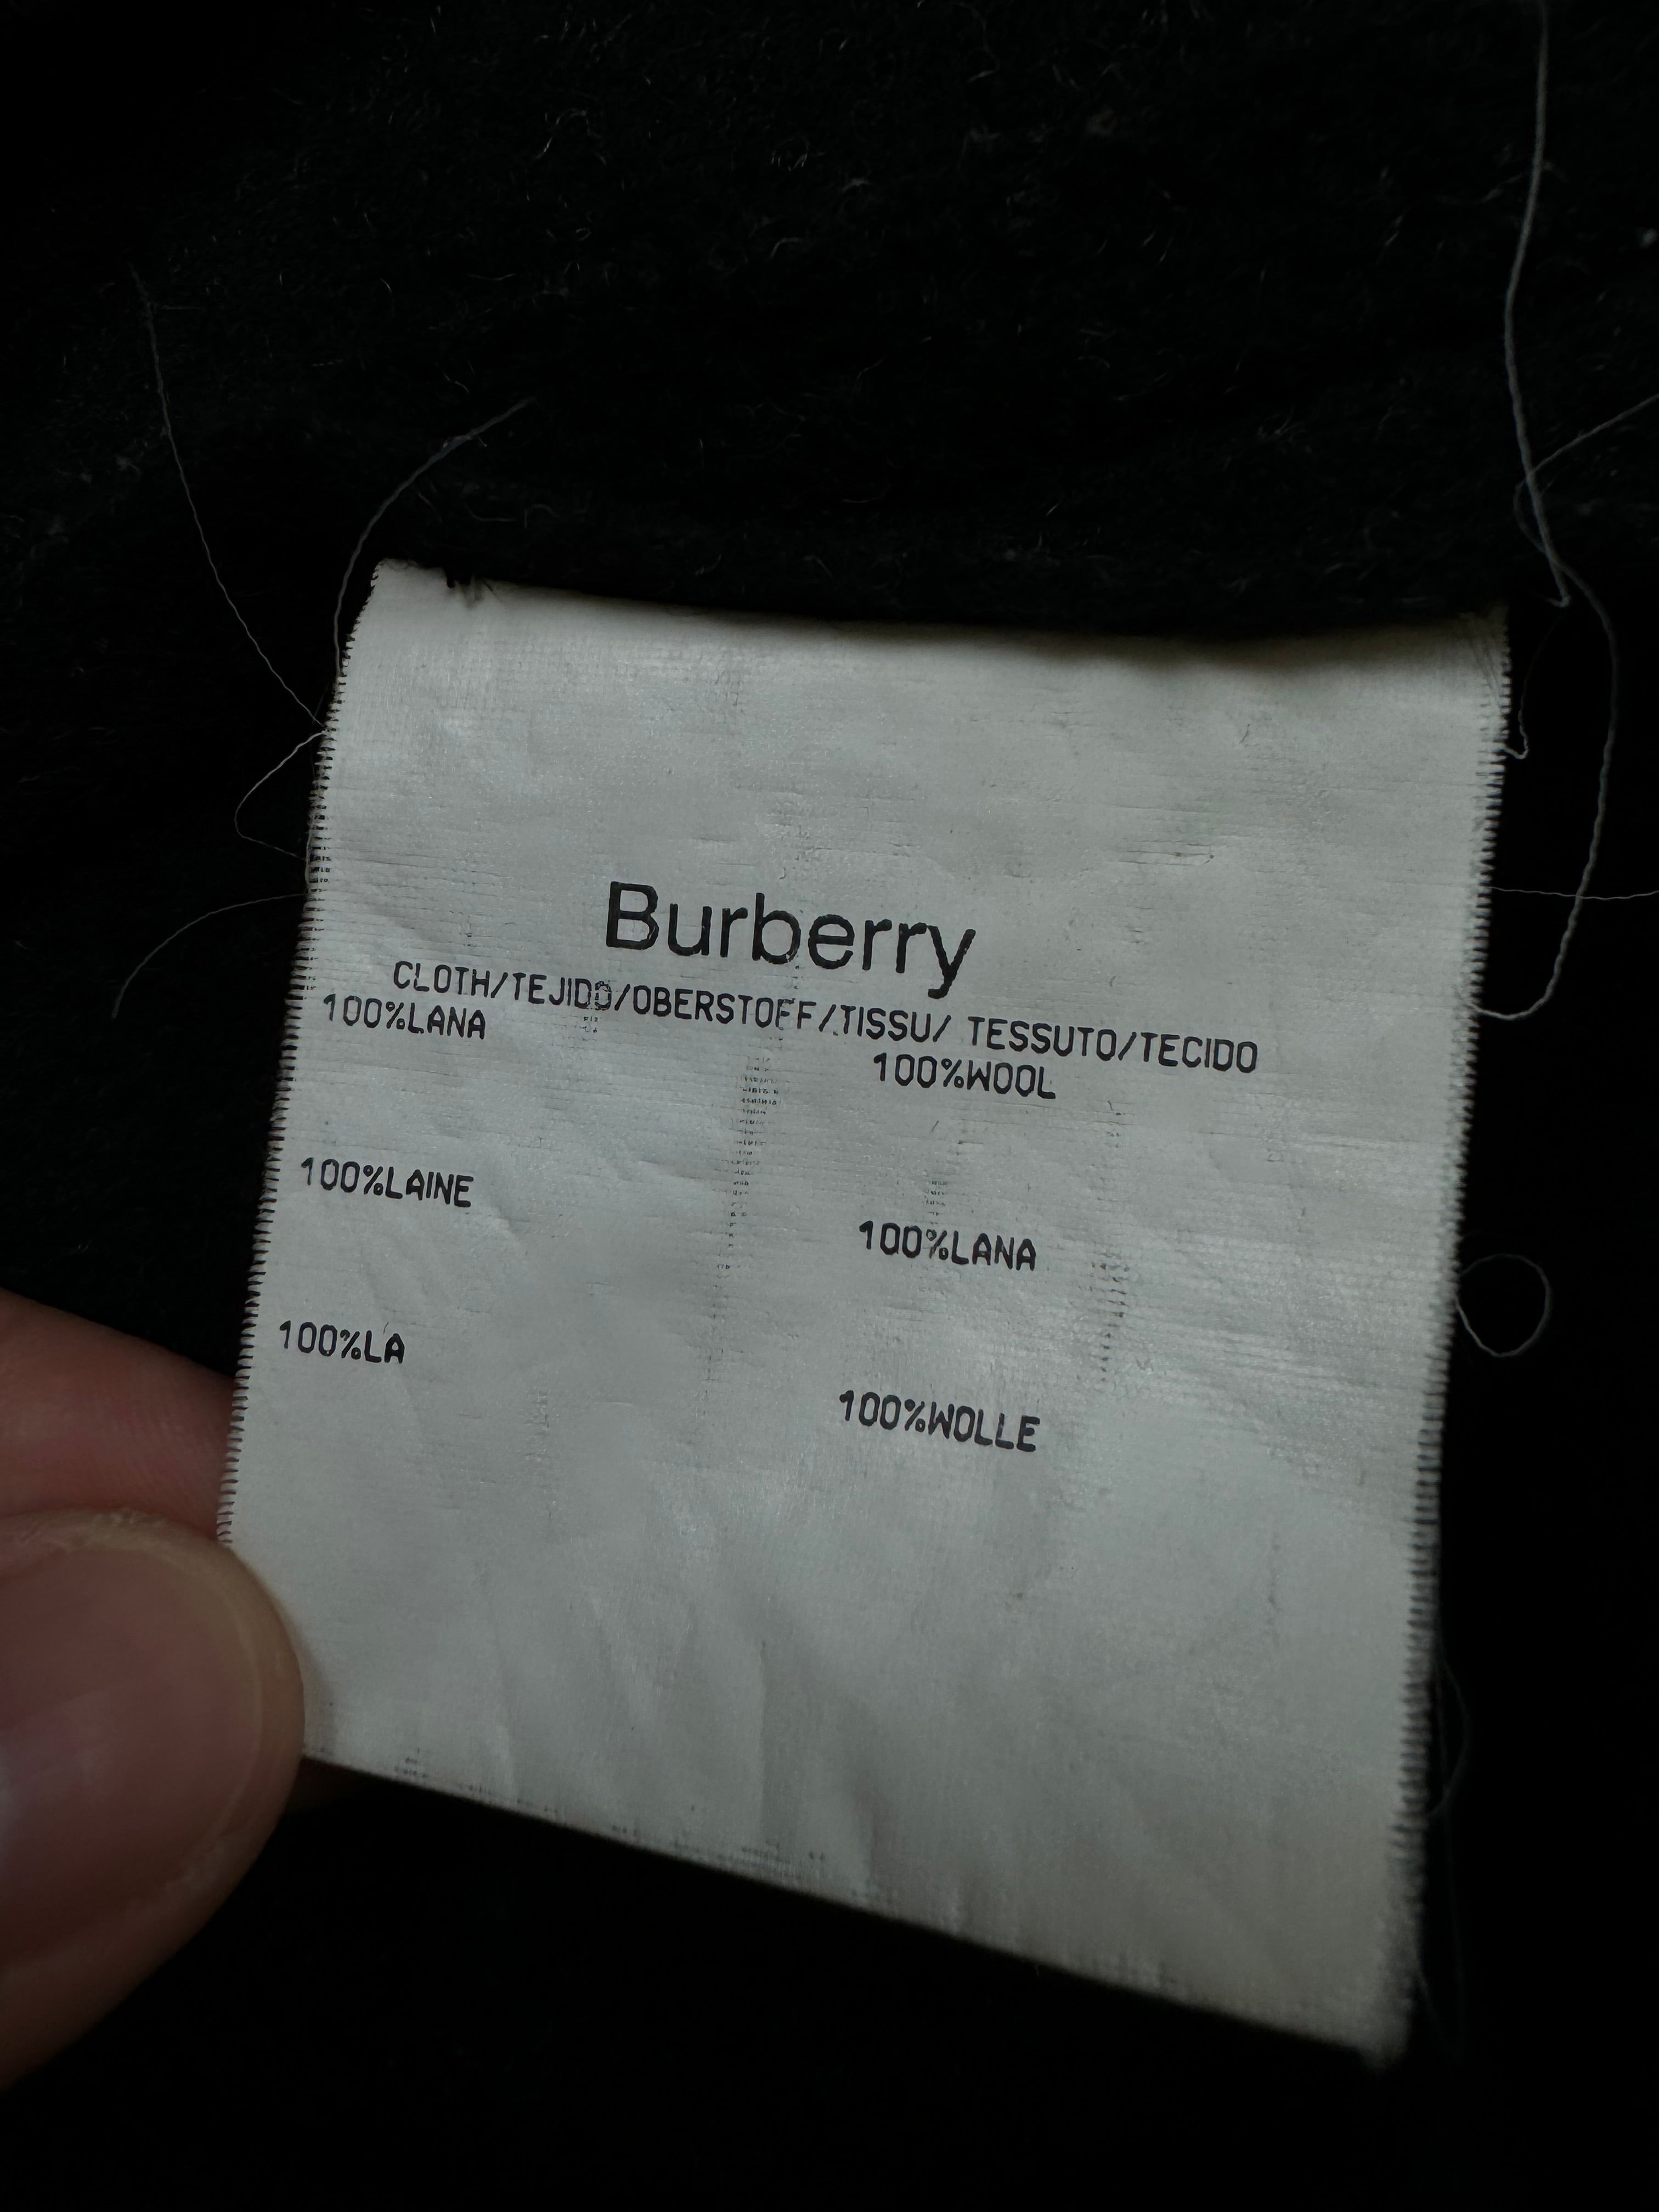 Burberry
CLOTH/TEJIDO/OBERSTOFF/TISSU/ TESSUTO/TECIDO
100%LANA
100%WOOL
100%LAINE
100%LANA
100%LA
100%WOLLE